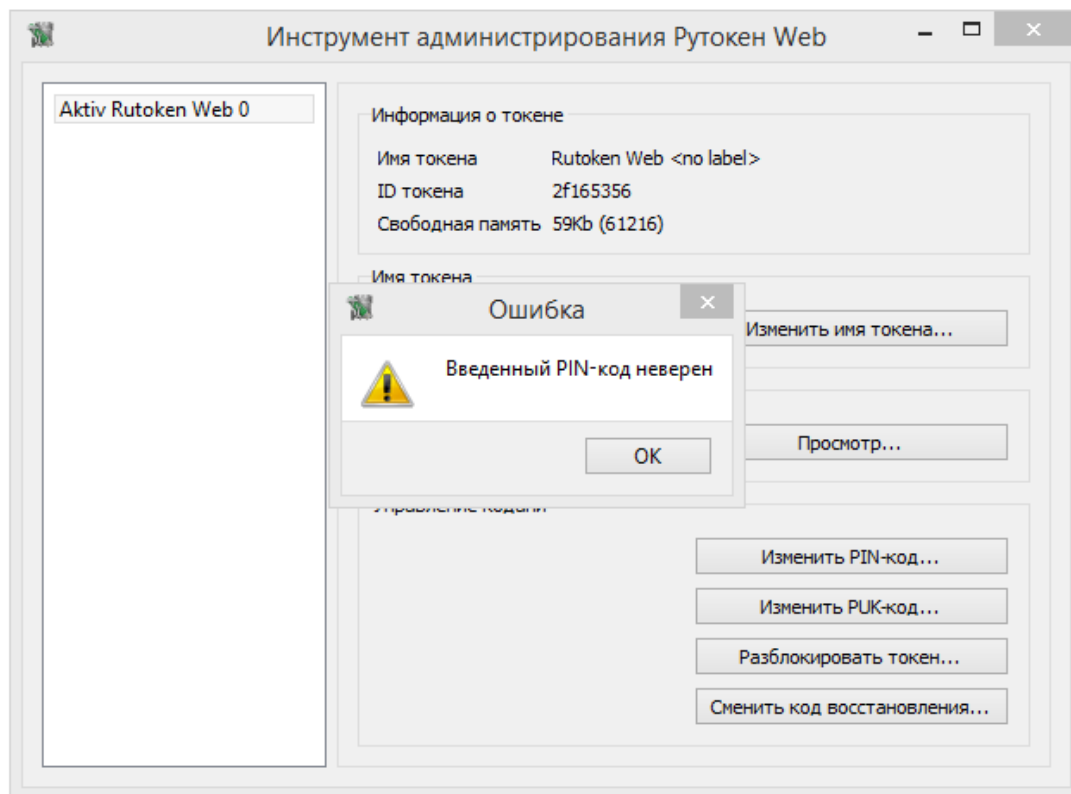 Инструмент администрирования Рутокен Web
Aktiv Rutoken Web 0
Информация о токене
Имя токена Rutoken Web <no label>
ID токена 2f165356
Свободная память 59Kb (61216)
Имя токена
Изменить имя токена...
Ошибка
Введенный PIN-код неверен
OK
Просмотр...
Управление кодами
Изменить PIN-код...
Изменить PUK-код...
Разблокировать токен...
Сменить код восстановления...